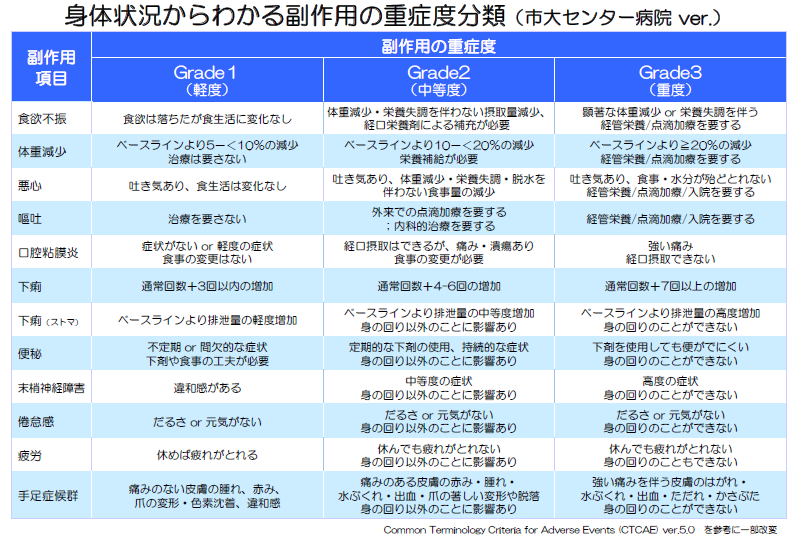 身体状況からわかる副作用の重症度分類（市大センター病院 ver.）
副作用
項目
副作用の重症度
Grade1
（軽度）
Grade2
（中等度）
Grade3
（重度）
食欲不振
食欲は落ちたが食生活に変化なし
体重減少・栄養失調を伴わない摂取量減少、
経口栄養剤による補充が必要
顕著な体重減少 or 栄養失調を伴う
経管栄養/点滴加療を要する
体重減少
ベースラインより5－<10％の減少
治療は要さない
ベースラインより10－<20％の減少
栄養補給が必要
ベースラインより≧20％の減少
経管栄養/点滴加療を要する
悪心
吐き気あり、食生活は変化なし
吐き気あり、体重減少・栄養失調・脱水を
伴わない食事量の減少
吐き気あり、食事・水分が殆どとれない
経管栄養/点滴加療/入院を要する
嘔吐
治療を要さない
外来での点滴加療を要する
；内科的治療を要する
経管栄養/点滴加療/入院を要する
口腔粘膜炎
症状がない or 軽度の症状
食事の変更はない
経口摂取はできるが、痛み・潰瘍あり
食事の変更が必要
強い痛み
経口摂取できない
下痢
通常回数＋3回以内の増加
通常回数＋4-6回の増加
通常回数＋7回以上の増加
下痢（ストマ）
ベースラインより排泄量の軽度増加
ベースラインより排泄量の中等度増加
身の回り以外のことに影響あり
ベースラインより排泄量の高度増加
身の回りのことができない
便秘
不定期 or 間欠的な症状
下剤や食事の工夫が必要
定期的な下剤の使用、持続的な症状
身の回り以外のことに影響あり
下剤を使用しても便がでにくい
身の回りのことができない
末梢神経障害
違和感がある
中等度の症状
身の回り以外のことに影響あり
高度の症状
身の回りのことができない
倦怠感
だるさ or 元気がない
だるさ or 元気がない
身の回り以外のことに影響あり
だるさ or 元気がない
身の回りのことができない
疲労
休めば疲れがとれる
休んでも疲れがとれない
身の回り以外のことに影響あり
休んでも疲れがとれない
身の回りのこともできない
手足症候群
痛みのない皮膚の腫れ、赤み、
爪の変形・色素沈着、違和感
痛みのある皮膚の赤み・腫れ・
水ぶくれ・出血・爪の著しい変形や脱落
身の回り以外のことに影響あり
強い痛みを伴う皮膚のはがれ・
水ぶくれ・出血・ただれ・かさぶた
身の回りのことができない
Common Terminology Criteria for Adverse Events (CTCAE) ver.5.0　を参考に一部改変